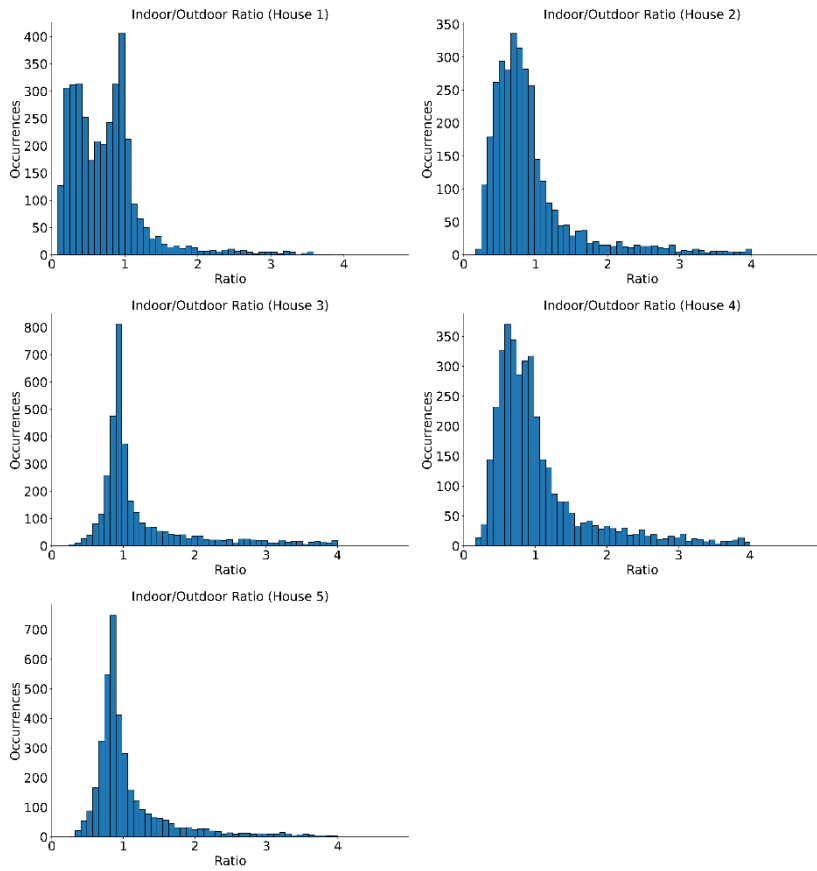 Indoor/Outdoor Ratio (House 1)
400
350
300
250
200
150
100
50
0
Occurrences
0 1 2 3 4
Ratio
Indoor/Outdoor Ratio (House 2)
350
300
250
200
150
100
50
0
Occurrences
0 1 2 3 4
Ratio
Indoor/Outdoor Ratio (House 3)
800
700
600
500
400
300
200
100
0
Occurrences
0 1 2 3 4
Ratio
Indoor/Outdoor Ratio (House 4)
350
300
250
200
150
100
50
0
Occurrences
0 1 2 3 4
Ratio
Indoor/Outdoor Ratio (House 5)
700
600
500
400
300
200
100
0
Occurrences
0 1 2 3 4
Ratio